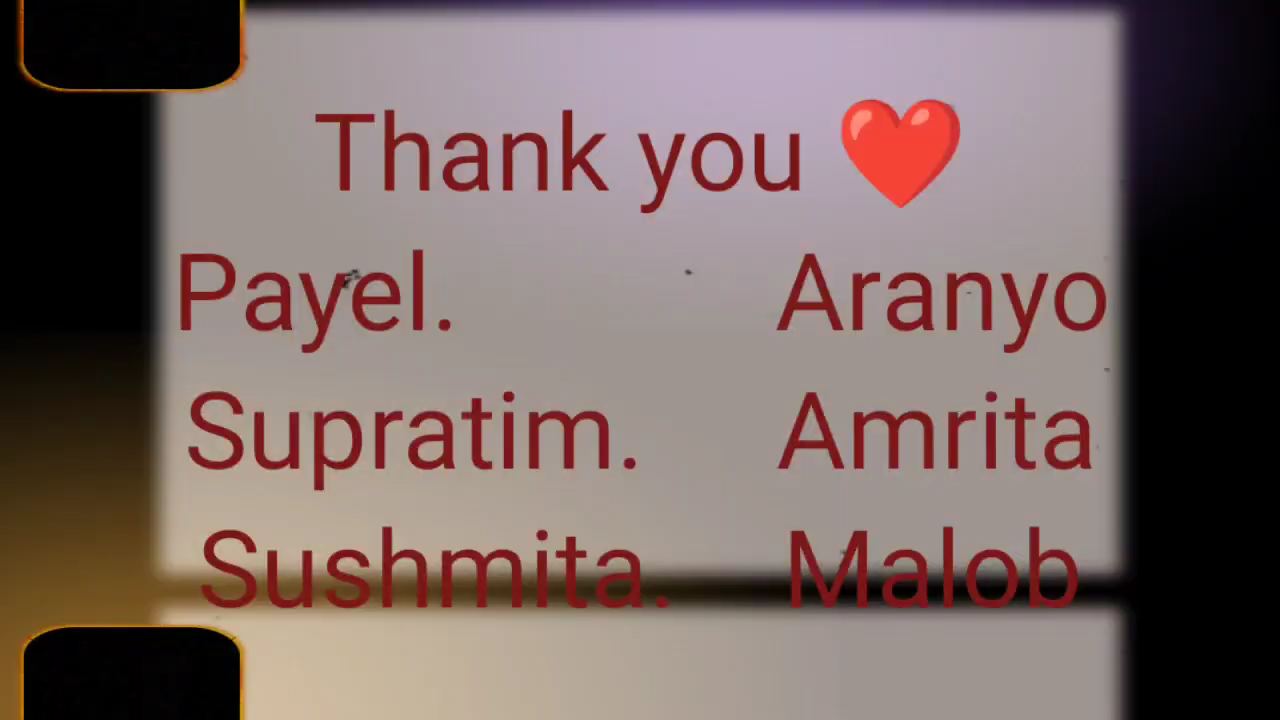 Thank you ❤️
Payel. Aranyo
Supratim. Amrita
Sushmita. Malob